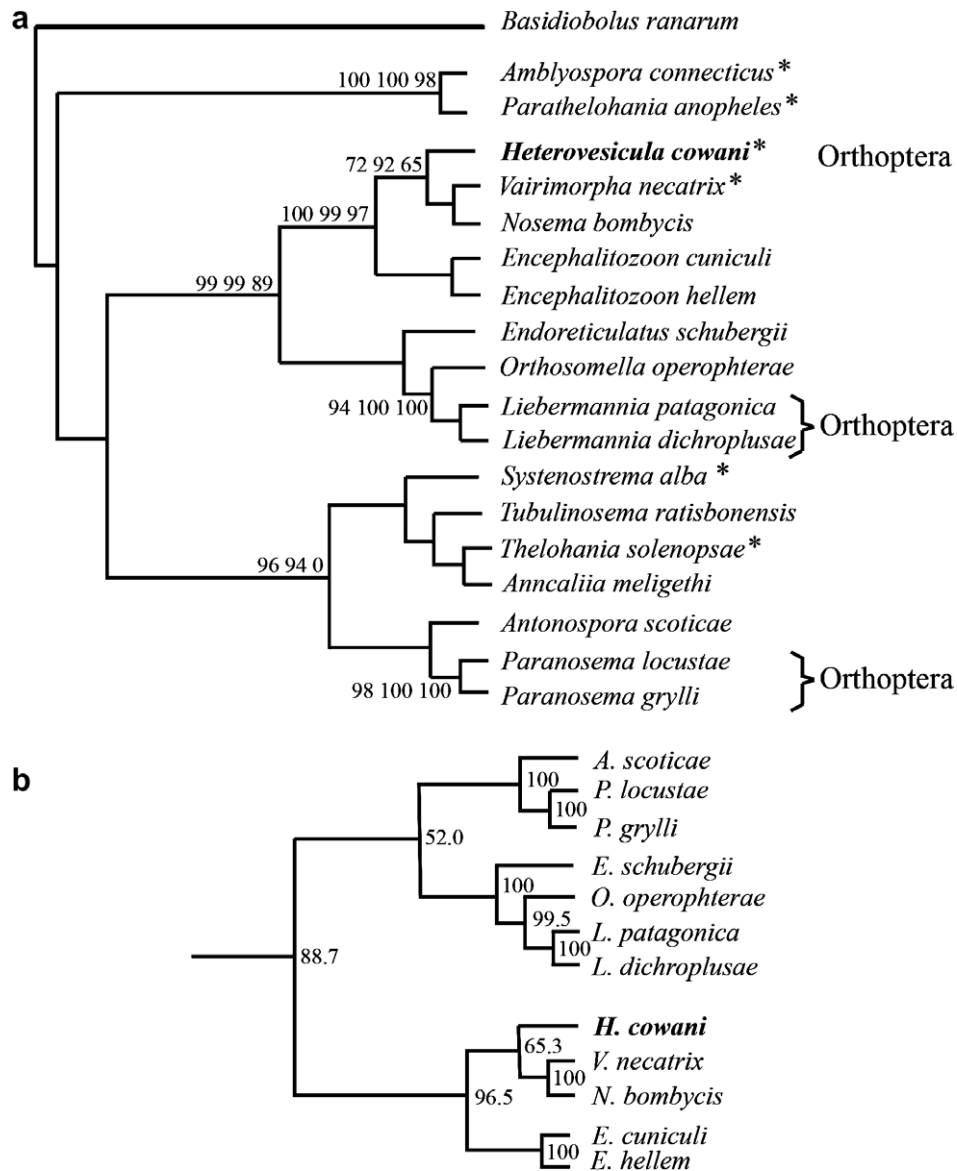 a
Basidiobolus ranarum
100 100 98
Amblyospora connecticus*
Parathelohania anopheles*
72 92 65
Heterovesicula cowani*
Orthoptera
Vairimorpha necatrix*
100 99 97
Nosema bombycis
Encephalitozoon cuniculi
99 99 89
Encephalitozoon hellem
Endoreticulatus schubergii
Orthosomella operophterae
94 100 100
Liebermannia patagonica
Liebermannia dichroplusae
Orthoptera
Systenostrema alba *
Tubulinosema ratisbonensis
Thelohania solenopsae*
96 94 0
Anncaliia meligethi
Antonospora scoticae
Paranosema locustae
98 100 100
Paranosema grylli
Orthoptera
b
A. scoticae
100
P. locustae
100
P. grylli
52.0
E. schubergii
100
O. operophterae
99.5
L. patagonica
100
L. dichroplusae
88.7
H. cowani
65.3
V. necatrix
100
N. bombycis
96.5
E. cuniculi
100
E. hellem